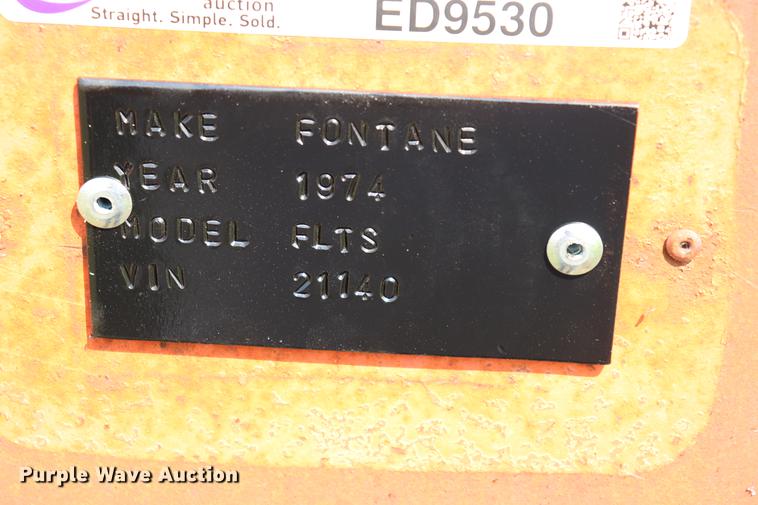 auction
Straight. Simple. Sold.
ED9530
MAKE FONTANE
YEAR 1974
MODEL FLTS
VIN 21140
Purple Wave Auction